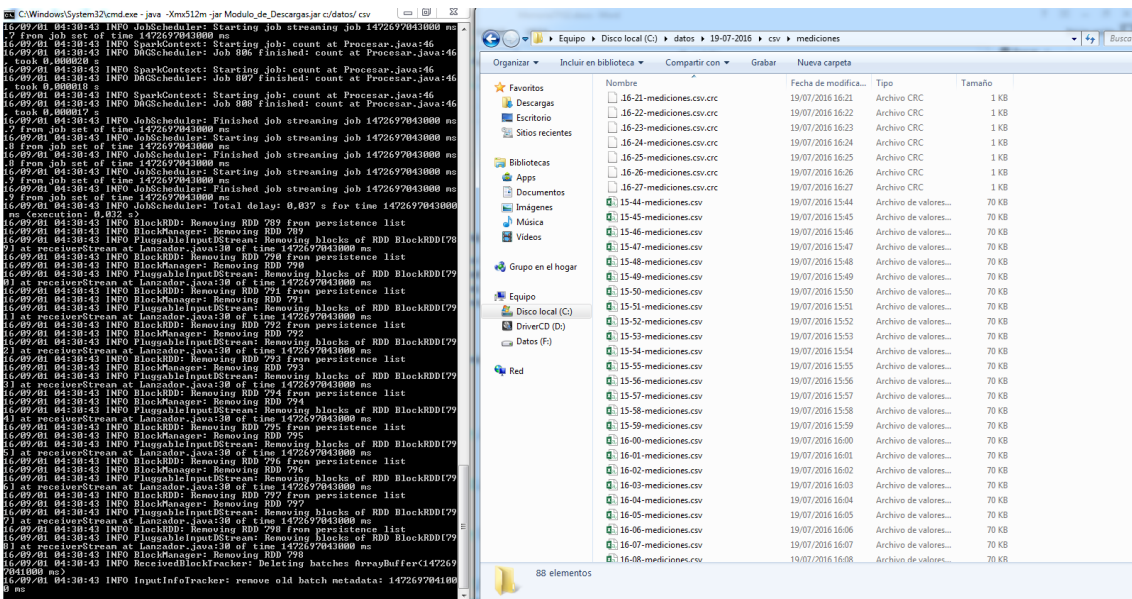 C:\Windows\System32\cmd.exe - java -Xmx512m -jar Modulo_de_Descargas.jar c:/datos/ csv
16/09/01 04:30:43 INFO JobScheduler: Starting job streaming job 1472697043000 ms
.7 from job set of time 1472697043000 ms
16/09/01 04:30:43 INFO SparkContext: Starting job: count at Procesar.java:46
16/09/01 04:30:43 INFO DAGScheduler: Job 806 finished: count at Procesar.java:46
, took 0,000020 s
16/09/01 04:30:43 INFO SparkContext: Starting job: count at Procesar.java:46
16/09/01 04:30:43 INFO DAGScheduler: Job 807 finished: count at Procesar.java:46
, took 0,000018 s
16/09/01 04:30:43 INFO SparkContext: Starting job: count at Procesar.java:46
16/09/01 04:30:43 INFO DAGScheduler: Job 808 finished: count at Procesar.java:46
, took 0,000017 s
16/09/01 04:30:43 INFO JobScheduler: Finished job streaming job 1472697043000 ms
.7 from job set of time 1472697043000 ms
16/09/01 04:30:43 INFO JobScheduler: Starting job streaming job 1472697043000 ms
.8 from job set of time 1472697043000 ms
16/09/01 04:30:43 INFO JobScheduler: Finished job streaming job 1472697043000 ms
.8 from job set of time 1472697043000 ms
16/09/01 04:30:43 INFO JobScheduler: Starting job streaming job 1472697043000 ms
.9 from job set of time 1472697043000 ms
16/09/01 04:30:43 INFO JobScheduler: Finished job streaming job 1472697043000 ms
.9 from job set of time 1472697043000 ms
16/09/01 04:30:43 INFO JobScheduler: Total delay: 0,037 s for time 1472697043000
ms (execution: 0,032 s)
16/09/01 04:30:43 INFO BlockRDD: Removing RDD 789 from persistence list
16/09/01 04:30:43 INFO BlockManager: Removing RDD 789
16/09/01 04:30:43 INFO PluggableInputDStream: Removing blocks of RDD BlockRDD[78
9] at receiverStream at Lanzador.java:30 of time 1472697043000 ms
16/09/01 04:30:43 INFO BlockRDD: Removing RDD 790 from persistence list
16/09/01 04:30:43 INFO BlockManager: Removing RDD 790
16/09/01 04:30:43 INFO PluggableInputDStream: Removing blocks of RDD BlockRDD[79
0] at receiverStream at Lanzador.java:30 of time 1472697043000 ms
16/09/01 04:30:43 INFO BlockRDD: Removing RDD 791 from persistence list
16/09/01 04:30:43 INFO BlockManager: Removing RDD 791
16/09/01 04:30:43 INFO PluggableInputDStream: Removing blocks of RDD BlockRDD[79
1] at receiverStream at Lanzador.java:30 of time 1472697043000 ms
16/09/01 04:30:43 INFO BlockRDD: Removing RDD 792 from persistence list
16/09/01 04:30:43 INFO BlockManager: Removing RDD 792
16/09/01 04:30:43 INFO PluggableInputDStream: Removing blocks of RDD BlockRDD[79
2] at receiverStream at Lanzador.java:30 of time 1472697043000 ms
16/09/01 04:30:43 INFO BlockRDD: Removing RDD 793 from persistence list
16/09/01 04:30:43 INFO BlockManager: Removing RDD 793
16/09/01 04:30:43 INFO PluggableInputDStream: Removing blocks of RDD BlockRDD[79
3] at receiverStream at Lanzador.java:30 of time 1472697043000 ms
16/09/01 04:30:43 INFO BlockRDD: Removing RDD 794 from persistence list
16/09/01 04:30:43 INFO BlockManager: Removing RDD 794
16/09/01 04:30:43 INFO PluggableInputDStream: Removing blocks of RDD BlockRDD[79
4] at receiverStream at Lanzador.java:30 of time 1472697043000 ms
16/09/01 04:30:43 INFO BlockRDD: Removing RDD 795 from persistence list
16/09/01 04:30:43 INFO BlockManager: Removing RDD 795
16/09/01 04:30:43 INFO PluggableInputDStream: Removing blocks of RDD BlockRDD[79
5] at receiverStream at Lanzador.java:30 of time 1472697043000 ms
16/09/01 04:30:43 INFO BlockRDD: Removing RDD 796 from persistence list
16/09/01 04:30:43 INFO BlockManager: Removing RDD 796
16/09/01 04:30:43 INFO PluggableInputDStream: Removing blocks of RDD BlockRDD[79
6] at receiverStream at Lanzador.java:30 of time 1472697043000 ms
16/09/01 04:30:43 INFO BlockRDD: Removing RDD 797 from persistence list
16/09/01 04:30:43 INFO BlockManager: Removing RDD 797
16/09/01 04:30:43 INFO PluggableInputDStream: Removing blocks of RDD BlockRDD[79
7] at receiverStream at Lanzador.java:30 of time 1472697043000 ms
16/09/01 04:30:43 INFO BlockRDD: Removing RDD 798 from persistence list
16/09/01 04:30:43 INFO PluggableInputDStream: Removing blocks of RDD BlockRDD[79
8] at receiverStream at Lanzador.java:30 of time 1472697043000 ms
16/09/01 04:30:43 INFO BlockManager: Removing RDD 798
16/09/01 04:30:43 INFO ReceivedBlockTracker: Deleting batches ArrayBuffer(147269
7041000 ms)
16/09/01 04:30:43 INFO InputInfoTracker: remove old batch metadata: 147269704100
0 ms
Equipo Disco local (C:) datos 19-07-2016 csv mediciones Busca
Organizar Incluir en biblioteca Compartir con Grabar Nueva carpeta
Favoritos
Descargas
Escritorio
Sitios recientes
Bibliotecas
Apps
Documentos
Imágenes
Música
Vídeos
Grupo en el hogar
Equipo
Disco local (C:)
DriverCD (D:)
Datos (F:)
Red
Nombre Fecha de modifica... Tipo Tamaño
.16-21-mediciones.csv.crc 19/07/2016 16:21 Archivo CRC 1 KB
.16-22-mediciones.csv.crc 19/07/2016 16:22 Archivo CRC 1 KB
.16-23-mediciones.csv.crc 19/07/2016 16:23 Archivo CRC 1 KB
.16-24-mediciones.csv.crc 19/07/2016 16:24 Archivo CRC 1 KB
.16-25-mediciones.csv.crc 19/07/2016 16:25 Archivo CRC 1 KB
.16-26-mediciones.csv.crc 19/07/2016 16:26 Archivo CRC 1 KB
.16-27-mediciones.csv.crc 19/07/2016 16:27 Archivo CRC 1 KB
15-44-mediciones.csv 19/07/2016 15:44 Archivo de valores... 70 KB
15-45-mediciones.csv 19/07/2016 15:45 Archivo de valores... 70 KB
15-46-mediciones.csv 19/07/2016 15:46 Archivo de valores... 70 KB
15-47-mediciones.csv 19/07/2016 15:47 Archivo de valores... 70 KB
15-48-mediciones.csv 19/07/2016 15:48 Archivo de valores... 70 KB
15-49-mediciones.csv 19/07/2016 15:49 Archivo de valores... 70 KB
15-50-mediciones.csv 19/07/2016 15:50 Archivo de valores... 70 KB
15-51-mediciones.csv 19/07/2016 15:51 Archivo de valores... 70 KB
15-52-mediciones.csv 19/07/2016 15:52 Archivo de valores... 70 KB
15-53-mediciones.csv 19/07/2016 15:53 Archivo de valores... 70 KB
15-54-mediciones.csv 19/07/2016 15:54 Archivo de valores... 70 KB
15-55-mediciones.csv 19/07/2016 15:55 Archivo de valores... 70 KB
15-56-mediciones.csv 19/07/2016 15:56 Archivo de valores... 70 KB
15-57-mediciones.csv 19/07/2016 15:57 Archivo de valores... 70 KB
15-58-mediciones.csv 19/07/2016 15:58 Archivo de valores... 70 KB
15-59-mediciones.csv 19/07/2016 15:59 Archivo de valores... 70 KB
16-00-mediciones.csv 19/07/2016 16:00 Archivo de valores... 70 KB
16-01-mediciones.csv 19/07/2016 16:01 Archivo de valores... 70 KB
16-02-mediciones.csv 19/07/2016 16:02 Archivo de valores... 70 KB
16-03-mediciones.csv 19/07/2016 16:03 Archivo de valores... 70 KB
16-04-mediciones.csv 19/07/2016 16:04 Archivo de valores... 70 KB
16-05-mediciones.csv 19/07/2016 16:05 Archivo de valores... 70 KB
16-06-mediciones.csv 19/07/2016 16:06 Archivo de valores... 70 KB
16-07-mediciones.csv 19/07/2016 16:07 Archivo de valores... 70 KB
16-08-mediciones.csv 19/07/2016 16:08 Archivo de valores... 70 KB
88 elementos